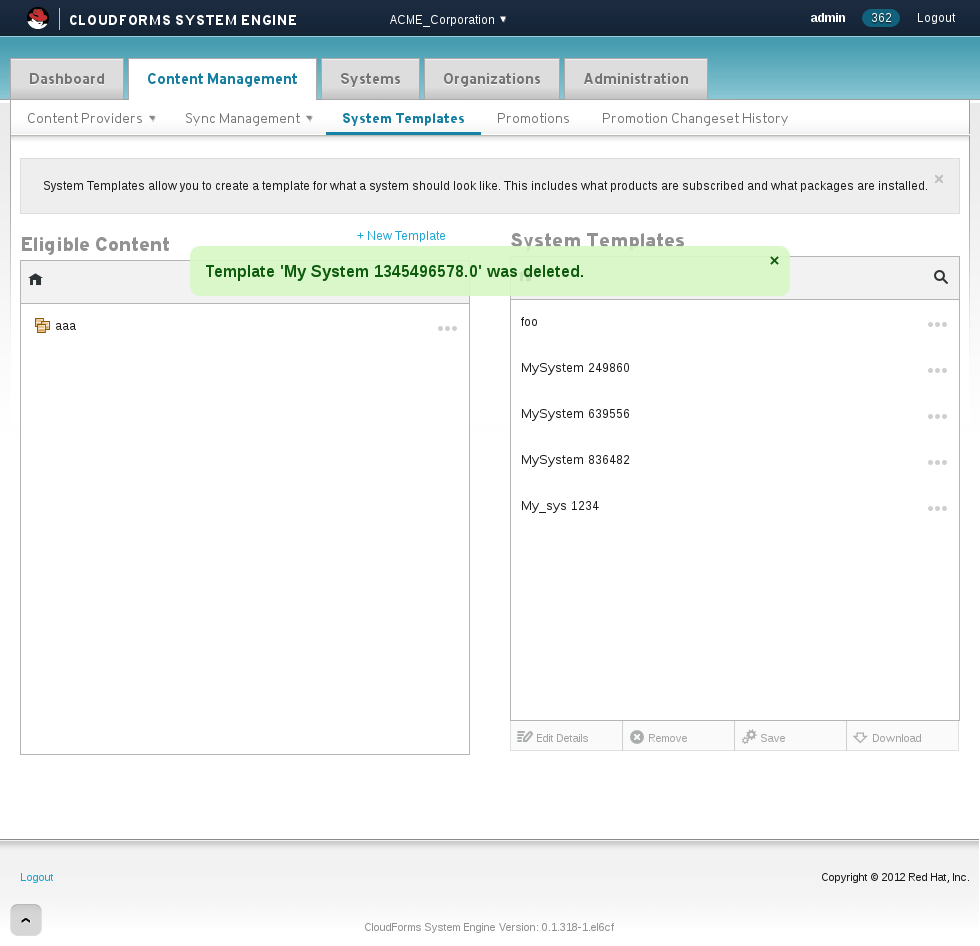 CLOUDFORMS SYSTEM ENGINE
ACME_Corporation
admin
362
Logout
Dashboard
Content Management
Systems
Organizations
Administration
Content Providers
Sync Management
System Templates
Promotions
Promotion Changeset History
System Templates allow you to create a template for what a system should look like. This includes what products are subscribed and what packages are installed.
Eligible Content
+ New Template
System Templates
Template 'My System 1345496578.0' was deleted.
aaa
foo
MySystem 249860
MySystem 639556
MySystem 836482
My_sys 1234
Edit Details
Remove
Save
Download
Logout
Copyright © 2012 Red Hat, Inc.
CloudForms System Engine Version: 0.1.318-1.el6cf